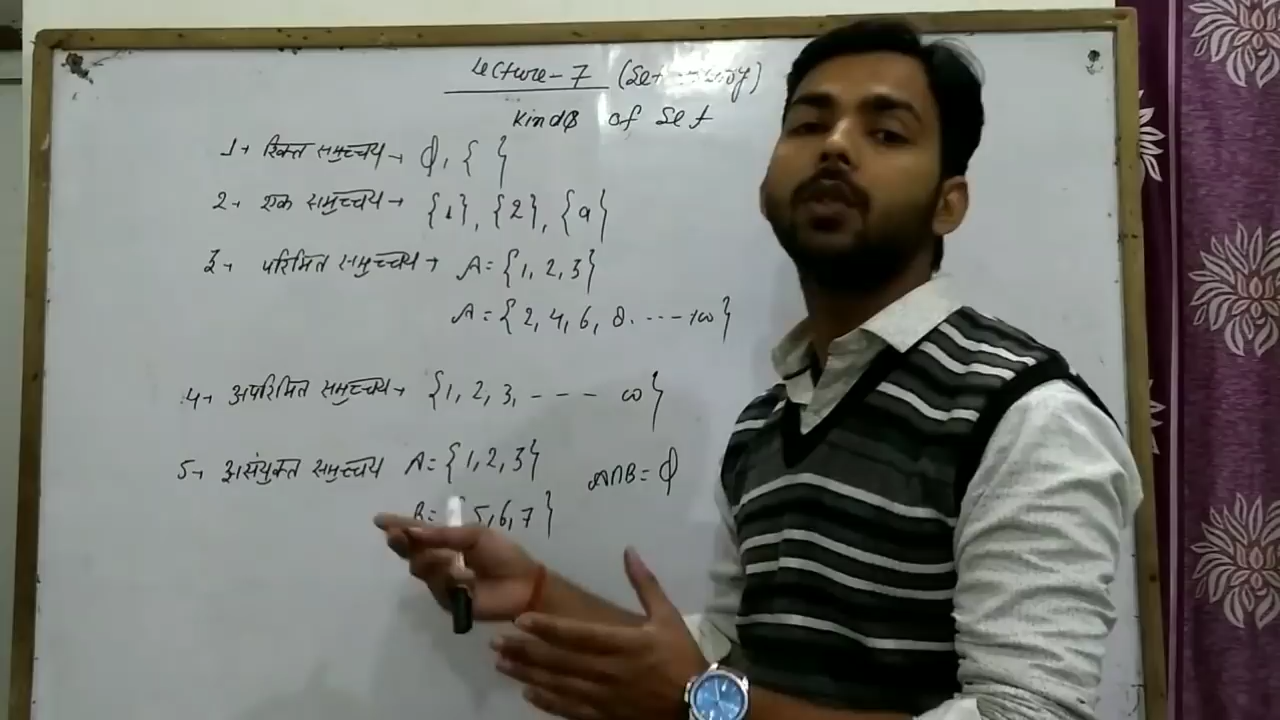 Lecture-7 (Set
Kinds of Set
1→ रिक्त समुच्चय → ϕ, { }
2→ एक समुच्चय → {1}, {2}, {a}
3→ परिमित समुच्चय → A = {1, 2, 3}
A = {2, 4, 6, 8. ---- 100}
4→ अपरिमित समुच्चय → {1, 2, 3, --- ∞}
5→ असंयुक्त समुच्चय A = {1, 2, 3} A∩B = ϕ
B = 5, 6, 7}